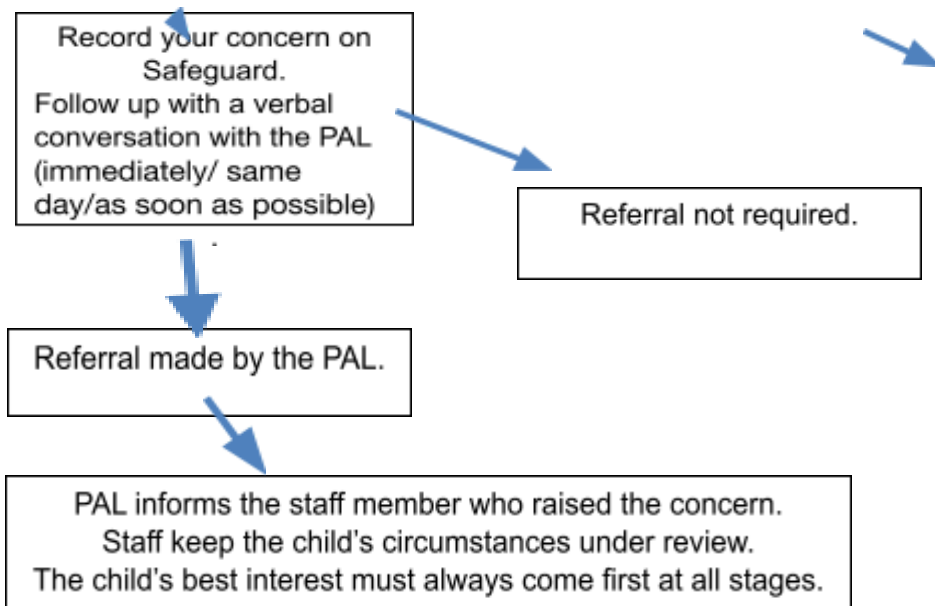 Record your concern on
Safeguard.
Follow up with a verbal
conversation with the PAL
(immediately/ same
day/as soon as possible)
.
Referral not required.
Referral made by the PAL.
PAL informs the staff member who raised the concern.
Staff keep the child's circumstances under review.
The child's best interest must always come first at all stages.